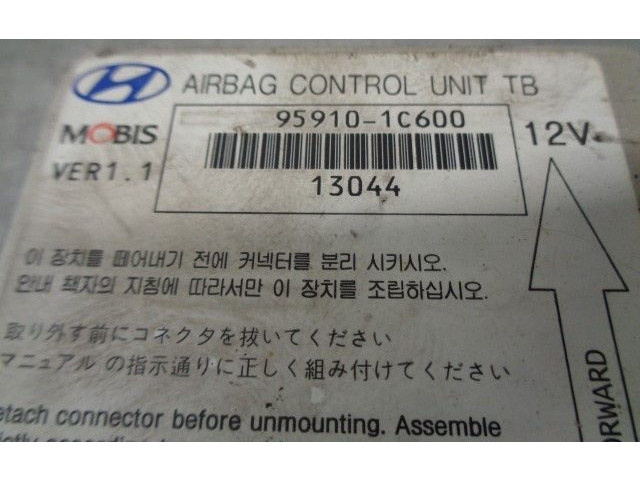 AIRBAG CONTROL UNIT TB
MOBIS
95910-1C600
12V
VER1.1
13044
이 장치를 떼어내기 전에 커넥터를 분리 시키시오.
안내 책자의 지침에 따라서만 이 장치를 조립하십시오.
取り外す前にコネクタを抜いてください
マニュアル の指示通りに正しく組み付けてください
etach connector before unmounting. Assemble
ORWARD